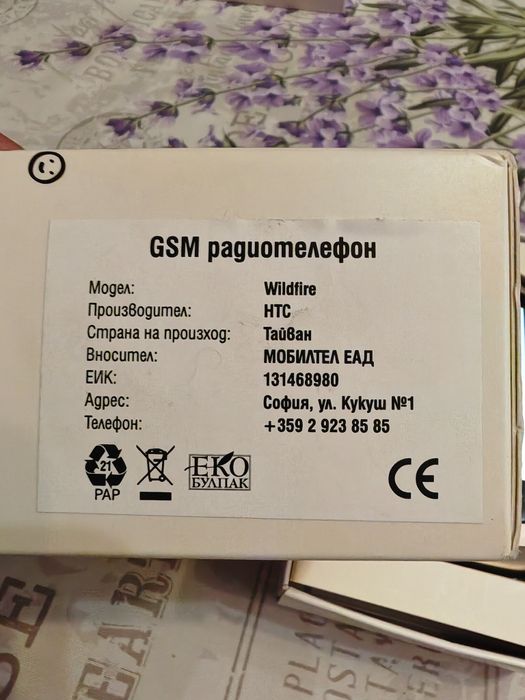 GSM радиотелефон
Модел: Wildfire
Производител: HTC
Страна на произход: Тайван
Вносител: МОБИЛТЕЛ ЕАД
ЕИК: 131468980
Адрес: София, ул. Кукуш №1
Телефон: +359 2 923 85 85
21
PAP
ЕКО
БУЛПАК
CE